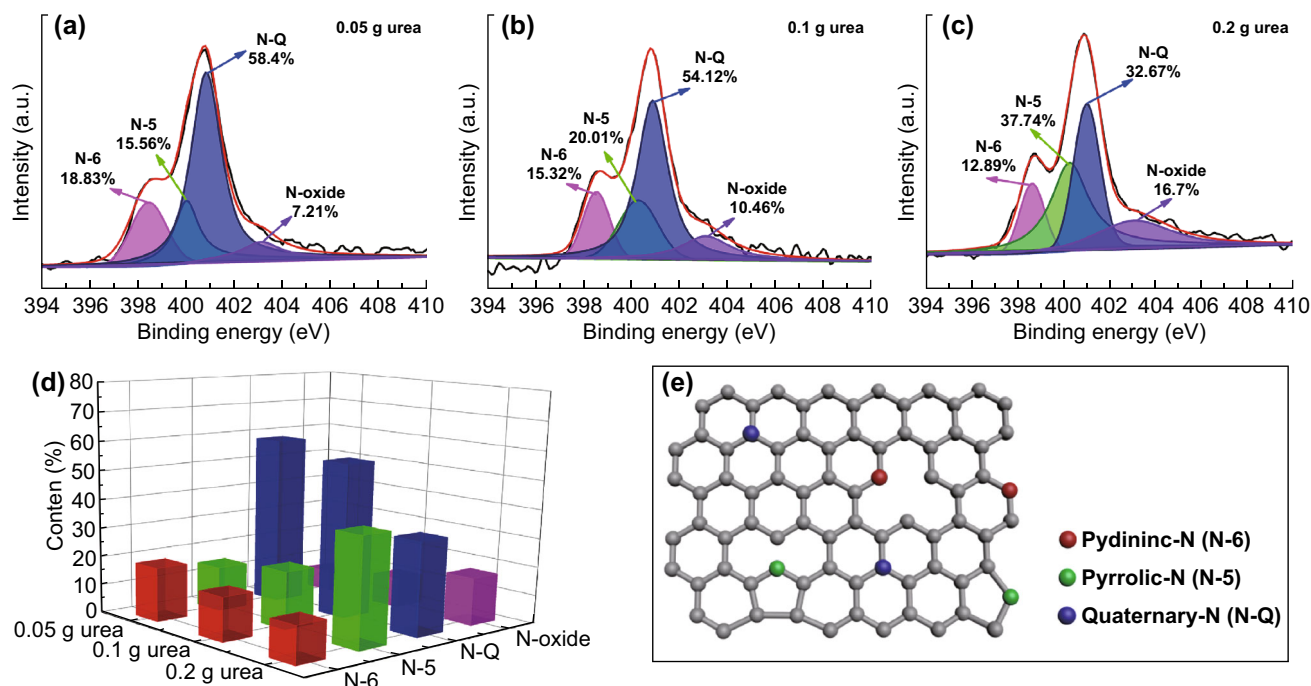 (a)
0.05 g urea
N-Q
58.4%
N-5
15.56%
N-6
18.83%
N-oxide
7.21%
Intensity (a.u.)
394 396 398 400 402 404 406 408 410
Binding energy (eV)
(b)
0.1 g urea
N-Q
54.12%
N-5
20.01%
N-6
15.32%
N-oxide
10.46%
Intensity (a.u.)
394 396 398 400 402 404 406 408 410
Binding energy (eV)
(c)
0.2 g urea
N-Q
32.67%
N-5
37.74%
N-6
12.89%
N-oxide
16.7%
Intensity (a.u.)
394 396 398 400 402 404 406 408 410
Binding energy (eV)
(d)
80
70
60
50
40
30
20
10
0
Conten (%)
0.05 g urea
0.1 g urea
0.2 g urea
N-6
N-5
N-Q
N-oxide
(e)
Pydininc-N (N-6)
Pyrrolic-N (N-5)
Quaternary-N (N-Q)